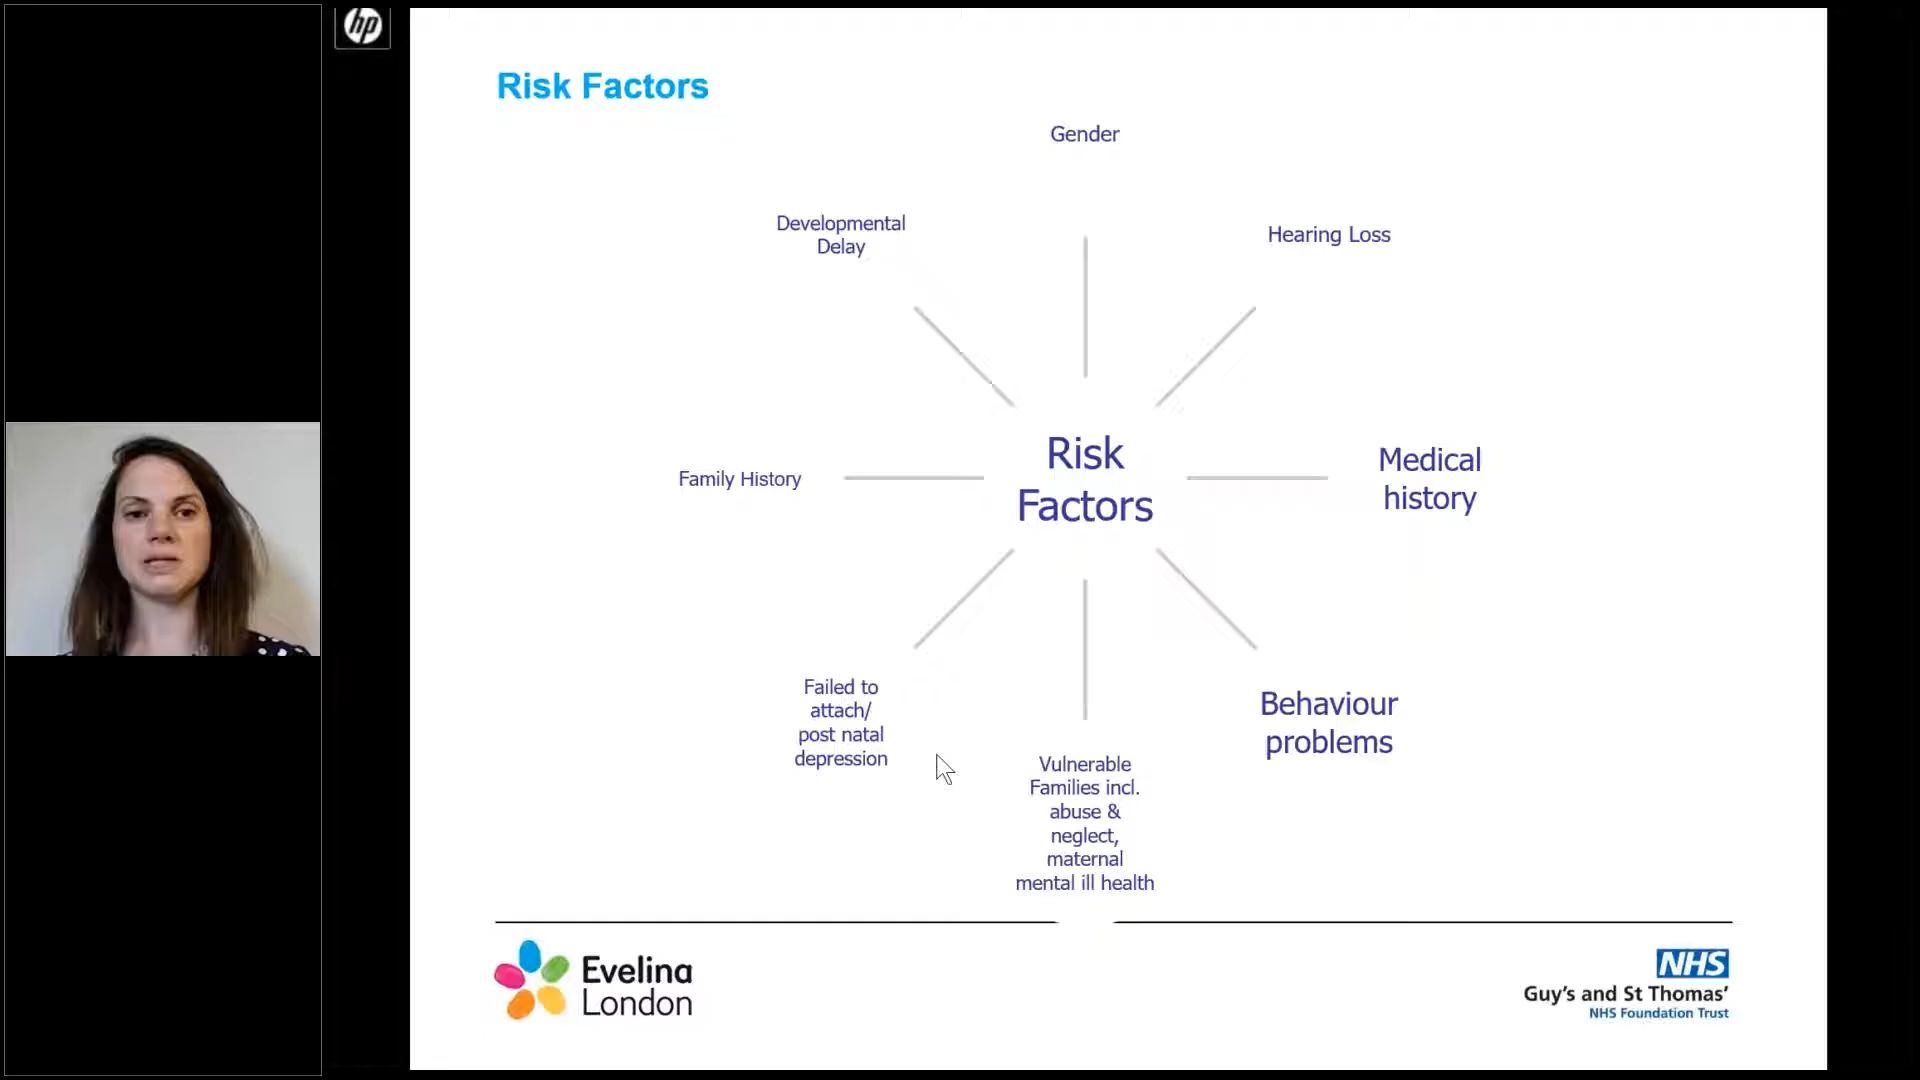 hp
Risk Factors
Gender
Developmental
Delay
Hearing Loss
Family History
Risk
Factors
Medical
history
Failed to
attach/
post natal
depression
Vulnerable
Families incl.
abuse &
neglect,
maternal
mental ill health
Behaviour
problems
Evelina
London
NHS
Guy's and St Thomas'
NHS Foundation Trust